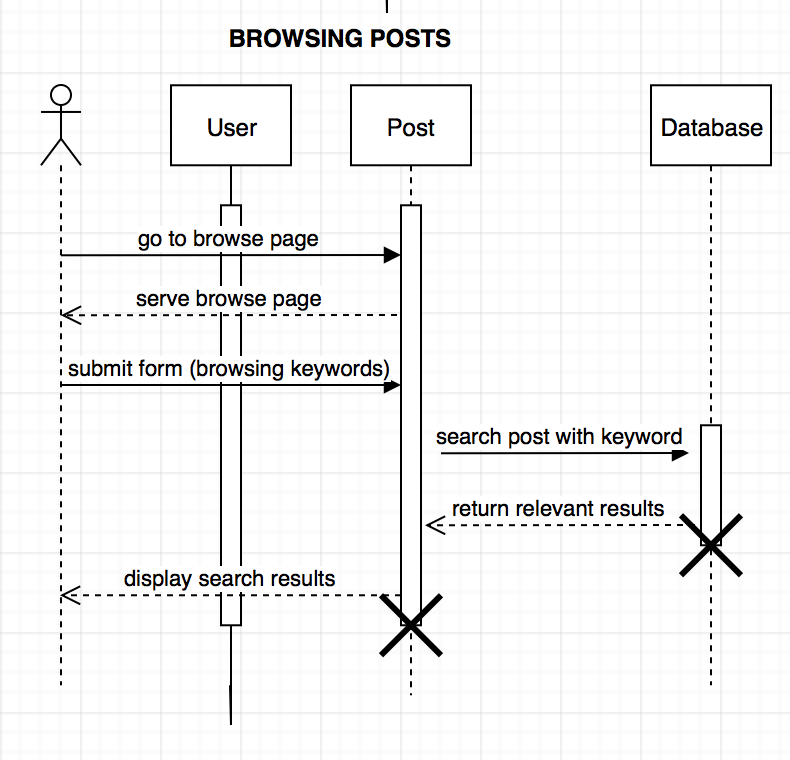 BROWSING POSTS
User
Post
Database
go to browse page
serve browse page
submit form (browsing keywords)
search post with keyword
return relevant results
display search results